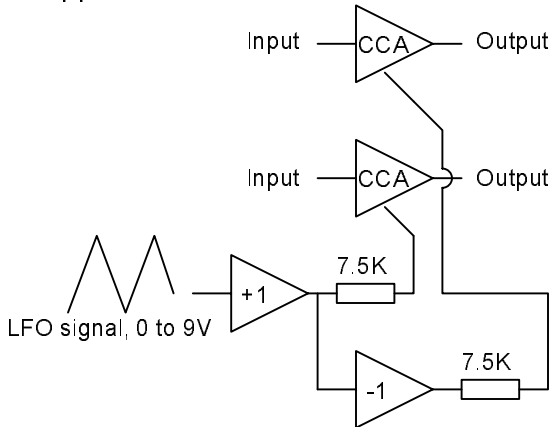 Input CCA Output
Input CCA Output
7.5K
+1
LFO signal, 0 to 9V
7.5K
-1